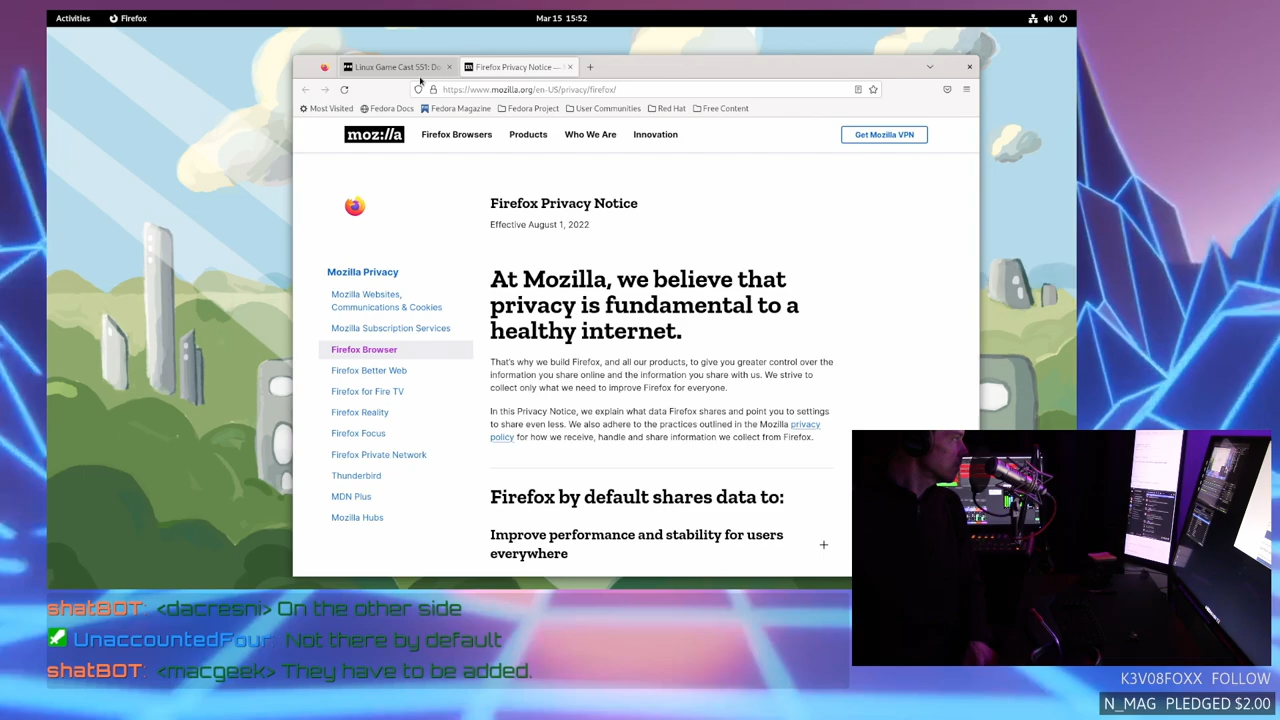 Activities Firefox Mar 15 15:52
Linux Game Cast 551: Do Firefox Privacy Notice —
https://www.mozilla.org/en-US/privacy/firefox/
Most Visited Fedora Docs Fedora Magazine Fedora Project User Communities Red Hat Free Content
moz://a Firefox Browsers Products Who We Are Innovation Get Mozilla VPN
Firefox Privacy Notice
Effective August 1, 2022
Mozilla Privacy
Mozilla Websites,
Communications & Cookies
Mozilla Subscription Services
Firefox Browser
Firefox Better Web
Firefox for Fire TV
Firefox Reality
Firefox Focus
Firefox Private Network
Thunderbird
MDN Plus
Mozilla Hubs
At Mozilla, we believe that
privacy is fundamental to a
healthy internet.
That's why we build Firefox, and all our products, to give you greater control over the
information you share online and the information you share with us. We strive to
collect only what we need to improve Firefox for everyone.
In this Privacy Notice, we explain what data Firefox shares and point you to settings
to share even less. We also adhere to the practices outlined in the Mozilla privacy
policy for how we receive, handle and share information we collect from Firefox.
Firefox by default shares data to:
Improve performance and stability for users
everywhere
shatBOT: <dacresni> On the other side
UnaccountedFour: Not there by default
shatBOT: <macgeek> They have to be added.
K3V08FOXX FOLLOW
N_MAG PLEDGED $2.00